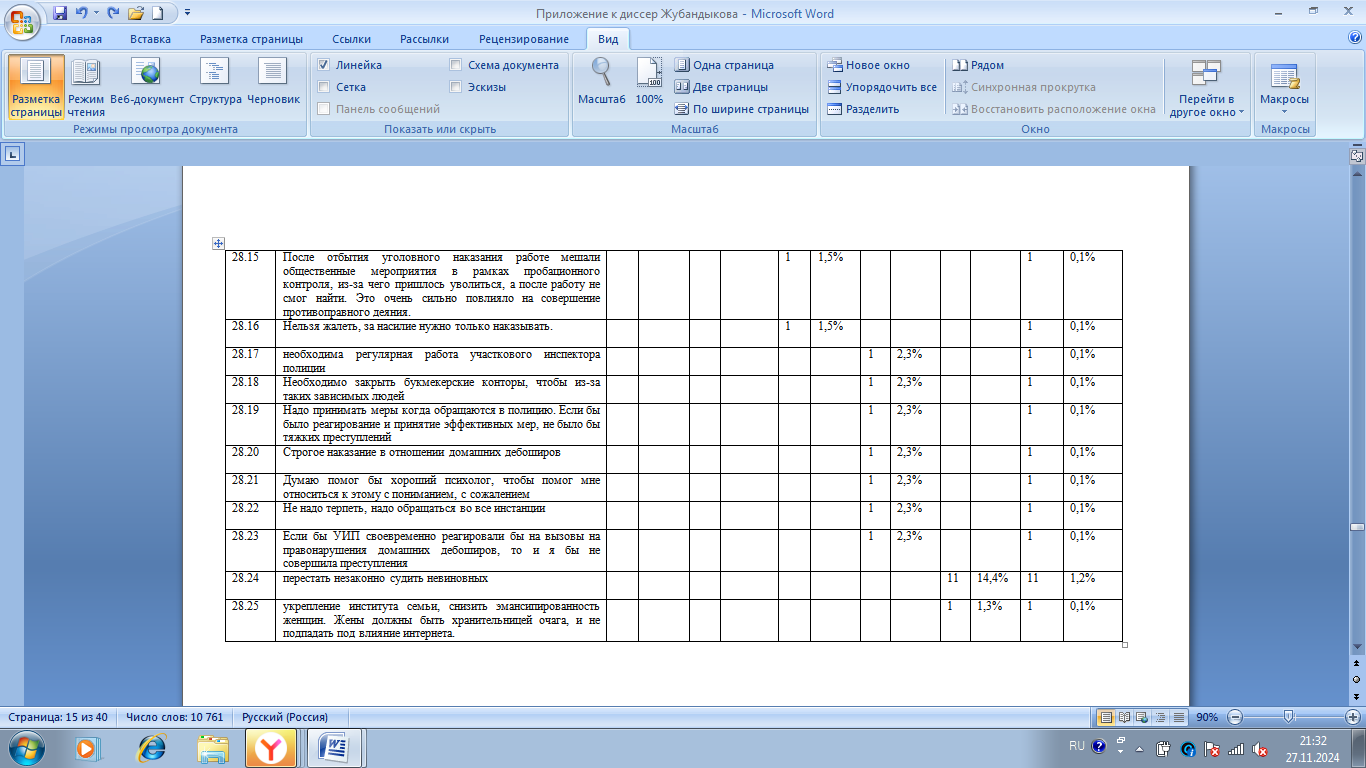 Приложение к диссер Жубандыкова - Microsoft Word
Главная Вставка Разметка страницы Ссылки Рассылки Рецензирование Вид
Разметка страницы
Режим чтения
Веб-документ
Структура
Черновик
Режимы просмотра документа
Линейка
Сетка
Панель сообщений
Схема документа
Эскизы
Показать или скрыть
Масштаб
100
100%
Одна страница
Две страницы
По ширине страницы
Масштаб
Новое окно
Упорядочить все
Разделить
Рядом
Синхронная прокрутка
Восстановить расположение окна
Перейти в другое окно
Окно
Макросы
Макросы
28.15 После отбытия уголовного наказания работе мешали 1 1,5% 1 0,1%
общественные мероприятия в рамках пробационного
контроля, из-за чего пришлось уволиться, а после работу не
смог найти. Это очень сильно повлияло на совершение
противоправного деяния.
28.16 Нельзя жалеть, за насилие нужно только наказывать. 1 1,5% 1 0,1%
28.17 необходима регулярная работа участкового инспектора 1 2,3% 1 0,1%
полиции
28.18 Необходимо закрыть букмекерские конторы, чтобы из-за 1 2,3% 1 0,1%
таких зависимых людей
28.19 Надо принимать меры когда обращаются в полицию. Если бы 1 2,3% 1 0,1%
было реагирование и принятие эффективных мер, не было бы
тяжких преступлений
28.20 Строгое наказание в отношении домашних дебоширов 1 2,3% 1 0,1%
28.21 Думаю помог бы хороший психолог, чтобы помог мне 1 2,3% 1 0,1%
относиться к этому с пониманием, с сожалением
28.22 Не надо терпеть, надо обращаться во все инстанции 1 2,3% 1 0,1%
28.23 Если бы УИП своевременно реагировали бы на вызовы на 1 2,3% 1 0,1%
правонарушения домашних дебоширов, то и я бы не
совершила преступления
28.24 перестать незаконно судить невиновных 11 14,4% 11 1,2%
28.25 укрепление института семьи, снизить эмансипированность 1 1,3% 1 0,1%
женщин. Жены должны быть хранительницей очага, и не
подпадать под влияние интернета.
Страница: 15 из 40 Число слов: 10 761 Русский (Россия) 90%
RU 21:32
27.11.2024